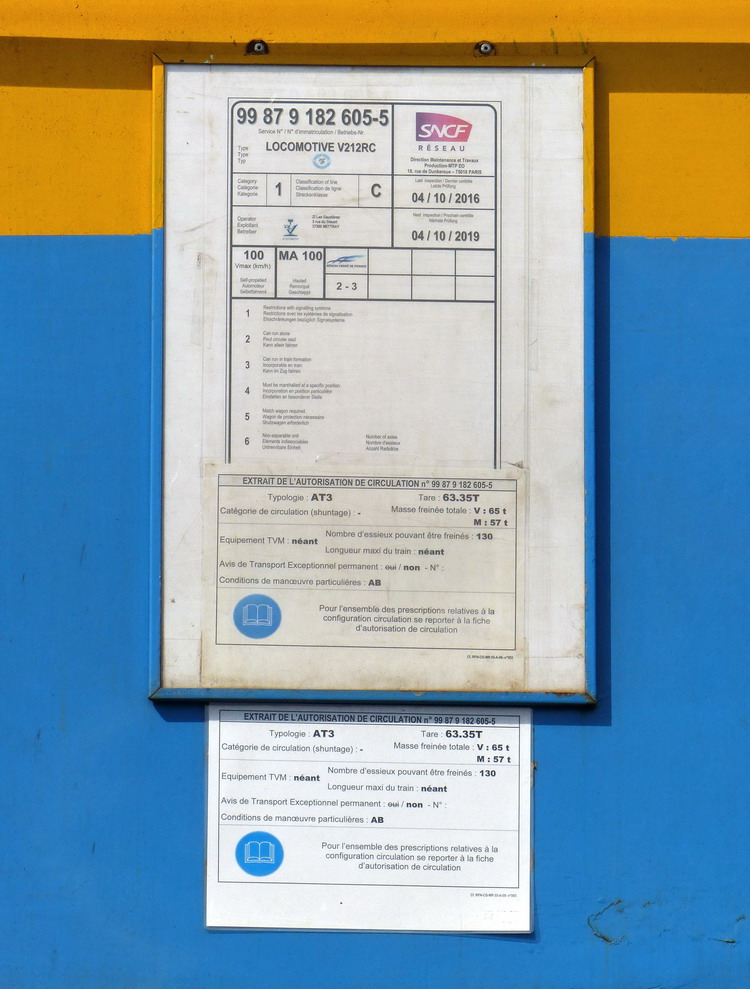 99 87 9 182 605-5
Service N° / N° d'immatriculation / Betriebs-Nr.
Type
Type
Typ
LOCOMOTIVE V212RC
SNCF
RÉSEAU
Direction Maintenance et Travaux
Production-MTP EO
18, rue de Dunkerque – 75018 PARIS
Category
Catégorie
Kategorie
1
Classification of line
Classification de ligne
Streckenklasse
C
Last inspection / Dernier contrôle
Letzte Prüfung
04 / 10 / 2016
Operator
Exploitant
Betreiber
ZI Les Gaudières
37390 METTRAY
Next inspection / Prochain contrôle
Nächste Prüfung
04 / 10 / 2019
100
Vmax (km/h)
MA 100
RÉSEAU FERRÉ DE FRANCE
Self-propelled
Automoteur
Selbstfahrend
Hauled
Remorqué
Geschleppt
2 - 3
1
Restrictions with signalling systems
Restrictions avec les systèmes de signalisation
Einschränkungen bezüglich Signalsysteme
2
Can run alone
Peut circuler seul
Kann allein fahren
3
Can run in train formation
Incorporable en train
Kann im Zug fahren
4
Must be marshalled at a specific position
Incorporation en position particulière
Einstellen an besonderer Stelle
5
Match wagon required
Wagon de protection nécessaire
Schutzwagen erforderlich
6
Non-separable unit
Eléments indissociables
Untrennbare Einheit
Number of axles
Nombre d'essieux
Anzahl Radsätze
EXTRAIT DE L'AUTORISATION DE CIRCULATION n° 99 87 9 182 605-5
Typologie : AT3
Tare : 63.35T
Catégorie de circulation (shuntage) : -
Masse freinée totale : V : 65 t
M : 57 t
Equipement TVM : néant
Nombre d'essieux pouvant être freinés : 130
Longueur maxi du train : néant
Avis de Transport Exceptionnel permanent : oui / non - N° :
Conditions de manœuvre particulières : AB
Pour l'ensemble des prescriptions relatives à la
configuration circulation se reporter à la fiche
d'autorisation de circulation
EXTRAIT DE L'AUTORISATION DE CIRCULATION n° 99 87 9 182 605-5
Typologie : AT3
Tare : 63.35T
Catégorie de circulation (shuntage) : -
Masse freinée totale : V : 65 t
M : 57 t
Equipement TVM : néant
Nombre d'essieux pouvant être freinés : 130
Longueur maxi du train : néant
Avis de Transport Exceptionnel permanent : oui / non - N° :
Conditions de manœuvre particulières : AB
Pour l'ensemble des prescriptions relatives à la
configuration circulation se reporter à la fiche
d'autorisation de circulation